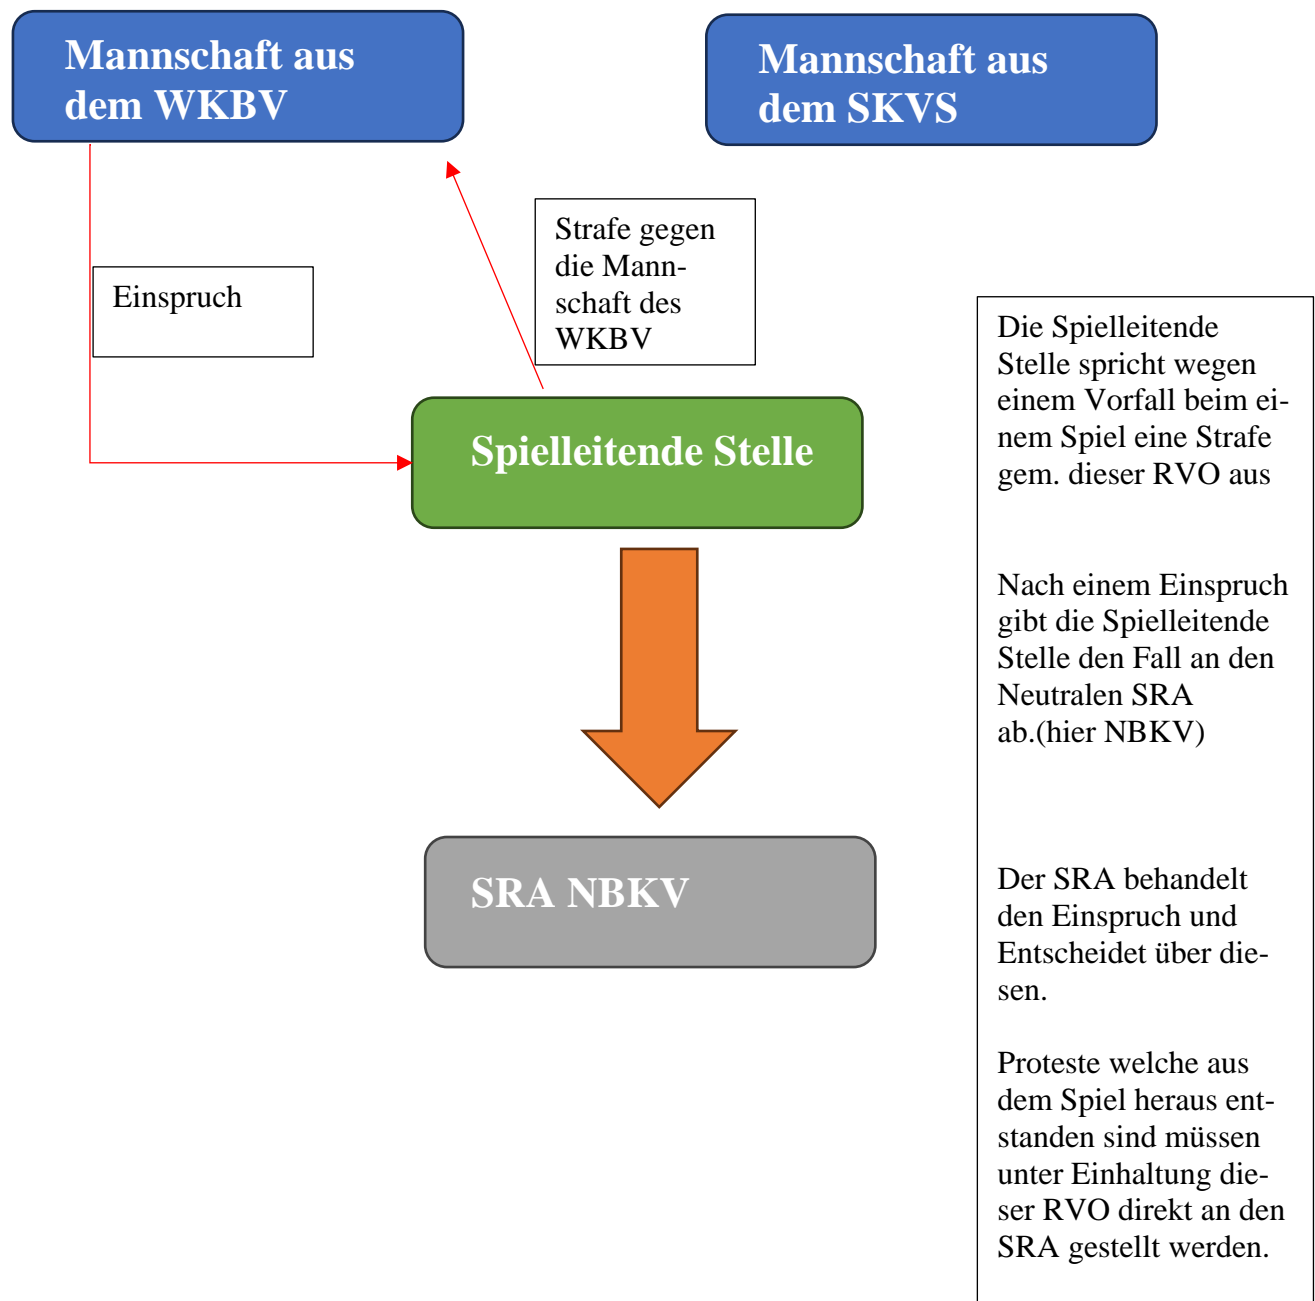 Mannschaft aus
dem WKBV
Mannschaft aus
dem SKVS
Strafe gegen
die Mann-
schaft des
WKBV
Einspruch
Spielleitende Stelle
SRA NBKV
Die Spielleitende
Stelle spricht wegen
einem Vorfall beim ei-
nem Spiel eine Strafe
gem. dieser RVO aus
Nach einem Einspruch
gibt die Spielleitende
Stelle den Fall an den
Neutralen SRA
ab.(hier NBKV)
Der SRA behandelt
den Einspruch und
Entscheidet über die-
sen.
Proteste welche aus
dem Spiel heraus ent-
standen sind müssen
unter Einhaltung die-
ser RVO direkt an den
SRA gestellt werden.